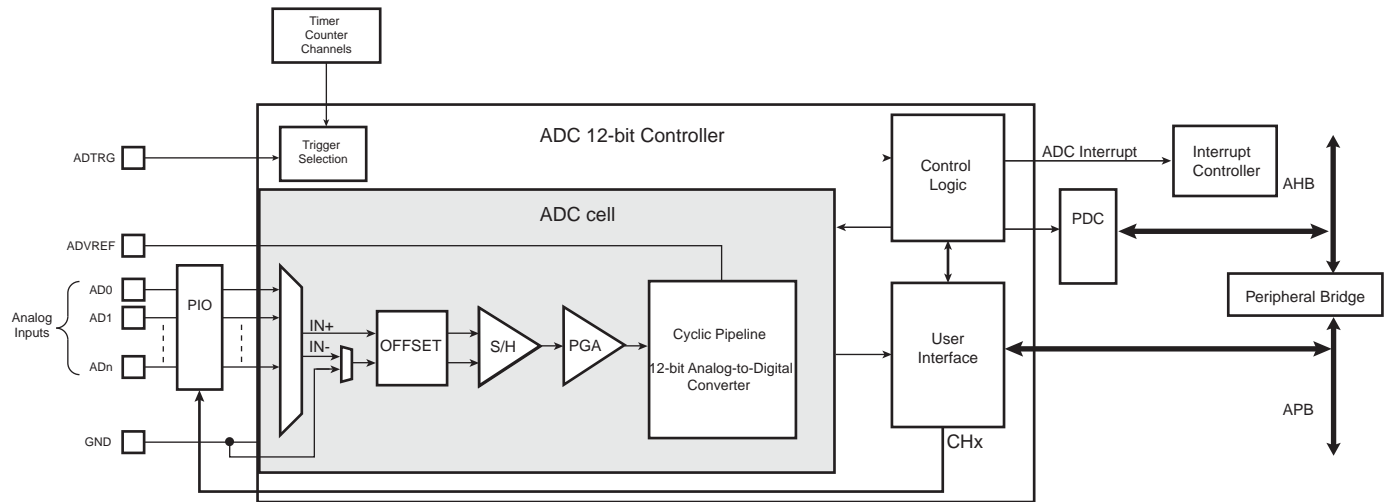 Timer
Counter
Channels
ADC 12-bit Controller
ADTRG
Trigger
Selection
Control
Logic
ADC Interrupt
Interrupt
Controller
AHB
PDC
ADC cell
ADVREF
Analog
Inputs
AD0
AD1
ADn
PIO
IN+
IN-
OFFSET
S/H
PGA
Cyclic Pipeline
12-bit Analog-to-Digital
Converter
User
Interface
Peripheral Bridge
APB
GND
CHx